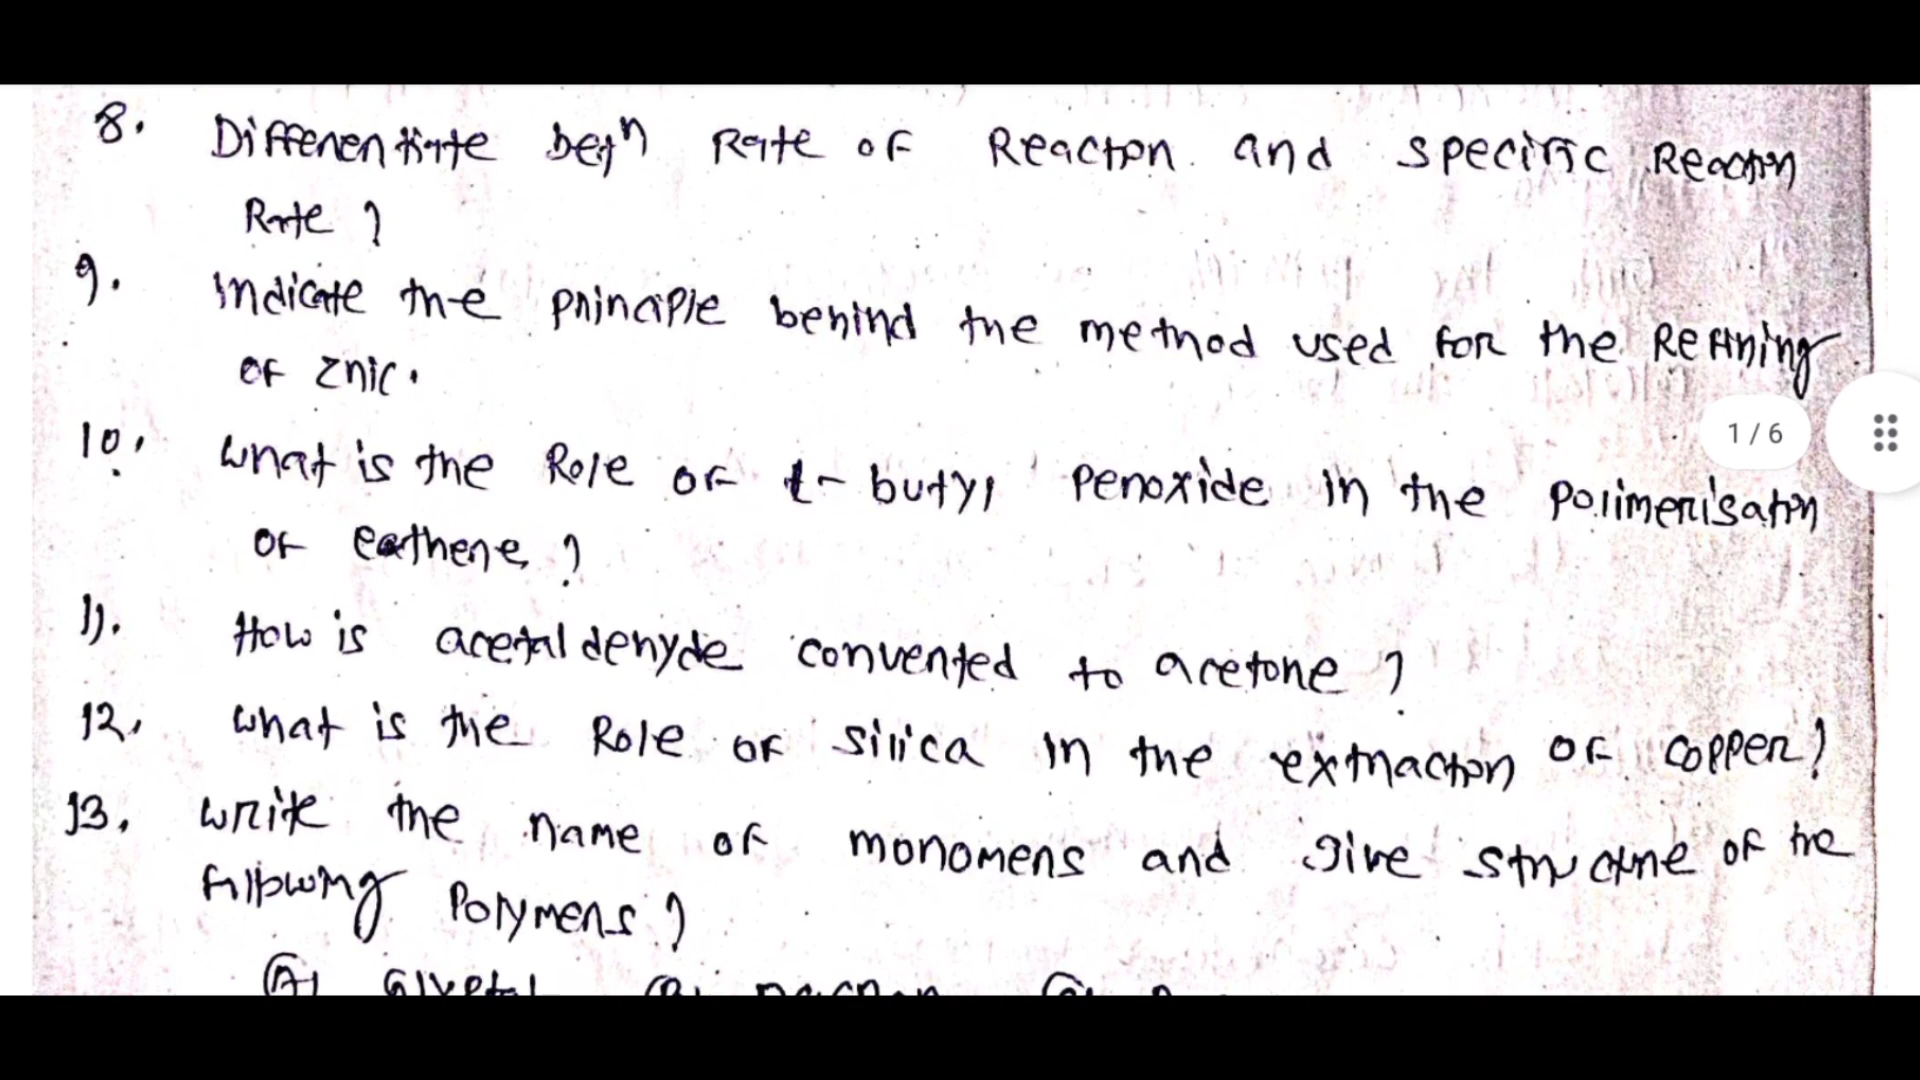 8. Differentiate betn Rate of Reaction and specific Reaction
Rate ?
9. Indicate the principle behind the method used for the Refining
of znic.
1 / 6
10. What is the Role of t-butyl peroxide in the polimerisation
of eathene ?
11. How is acetaldehyde converted to acetone ?
12. What is the Role of silica in the extraction of copper ?
13. Write the name of monomers and give structure of the
following Polymers ?
(A) Glyptal